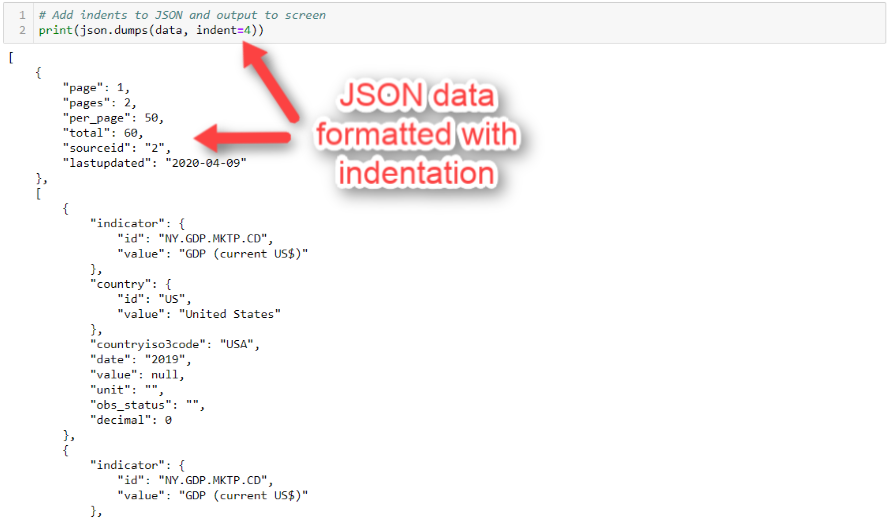 1 # Add indents to JSON and output to screen
2 print(json.dumps(data, indent=4))
[
    {
        "page": 1,
        "pages": 2,
        "per_page": 50,
        "total": 60,
        "sourceid": "2",
        "lastupdated": "2020-04-09"
    },
    [
        {
            "indicator": {
                "id": "NY.GDP.MKTP.CD",
                "value": "GDP (current US$)"
            },
            "country": {
                "id": "US",
                "value": "United States"
            },
            "countryiso3code": "USA",
            "date": "2019",
            "value": null,
            "unit": "",
            "obs_status": "",
            "decimal": 0
        },
        {
            "indicator": {
                "id": "NY.GDP.MKTP.CD",
                "value": "GDP (current US$)"
            },
JSON data
formatted with
indentation